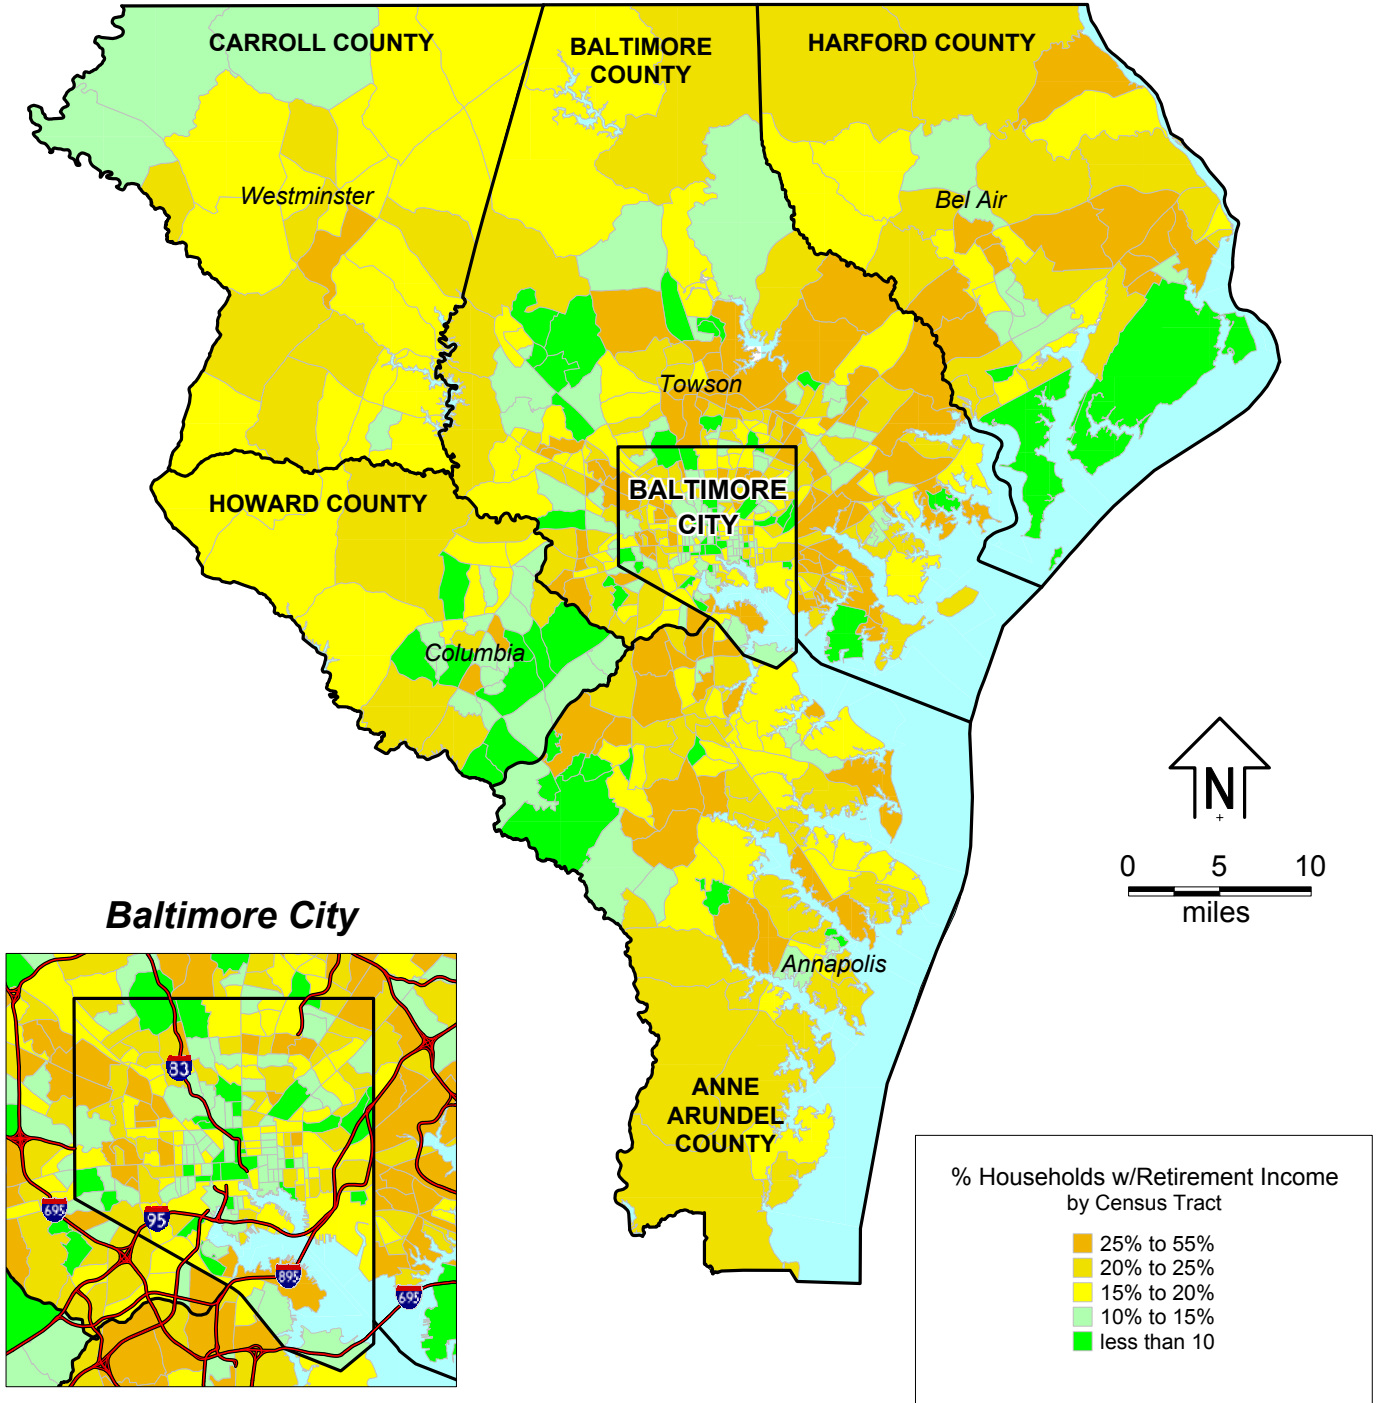 CARROLL COUNTY
BALTIMORE
COUNTY
HARFORD COUNTY
Westminster
Bel Air
Towson
HOWARD COUNTY
BALTIMORE
CITY
Columbia
N
+
0 5 10
miles
Baltimore City
Annapolis
83
695
95
895
695
ANNE
ARUNDEL
COUNTY
% Households w/Retirement Income
by Census Tract
25% to 55%
20% to 25%
15% to 20%
10% to 15%
less than 10